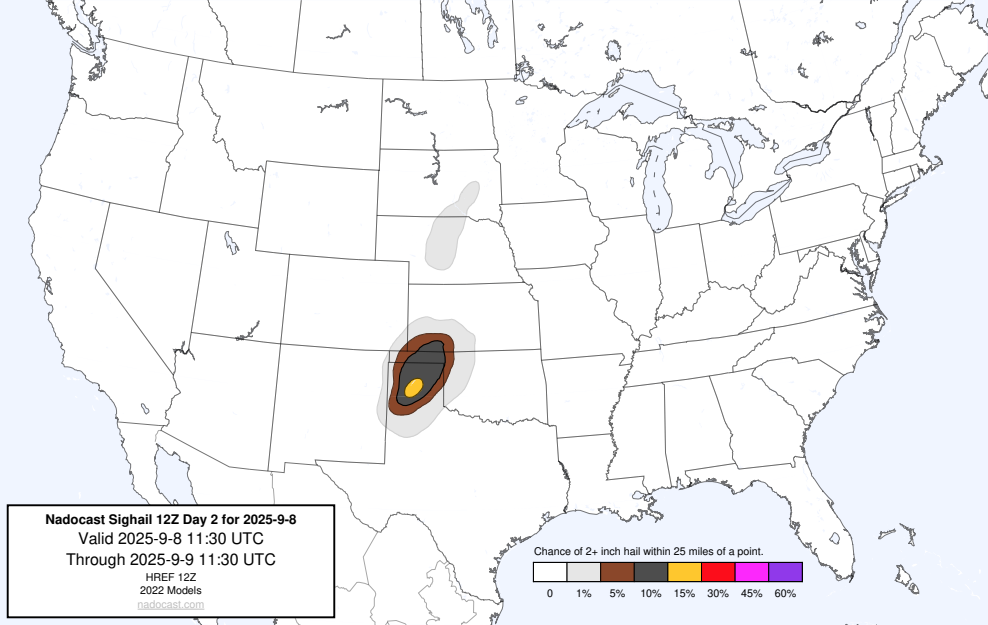 Nadocast Sighail 12Z Day 2 for 2025-9-8
Valid 2025-9-8 11:30 UTC
Through 2025-9-9 11:30 UTC
HREF 12Z
2022 Models
nadocast.com
Chance of 2+ inch hail within 25 miles of a point.
0 1% 5% 10% 15% 30% 45% 60%